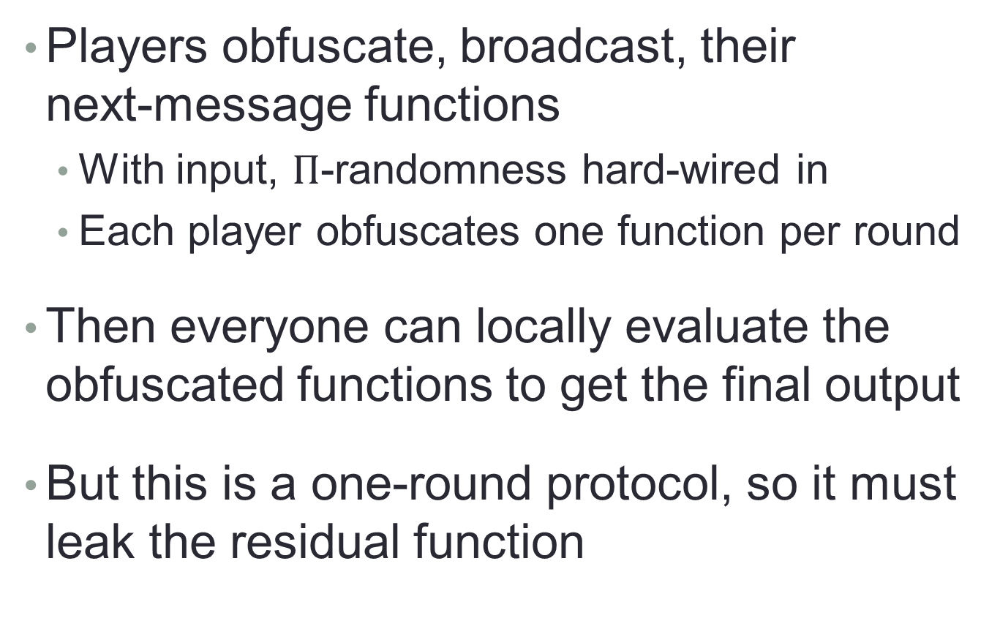 • Players obfuscate, broadcast, their
next-message functions
• With input, Π-randomness hard-wired in
• Each player obfuscates one function per round
• Then everyone can locally evaluate the
obfuscated functions to get the final output
• But this is a one-round protocol, so it must
leak the residual function